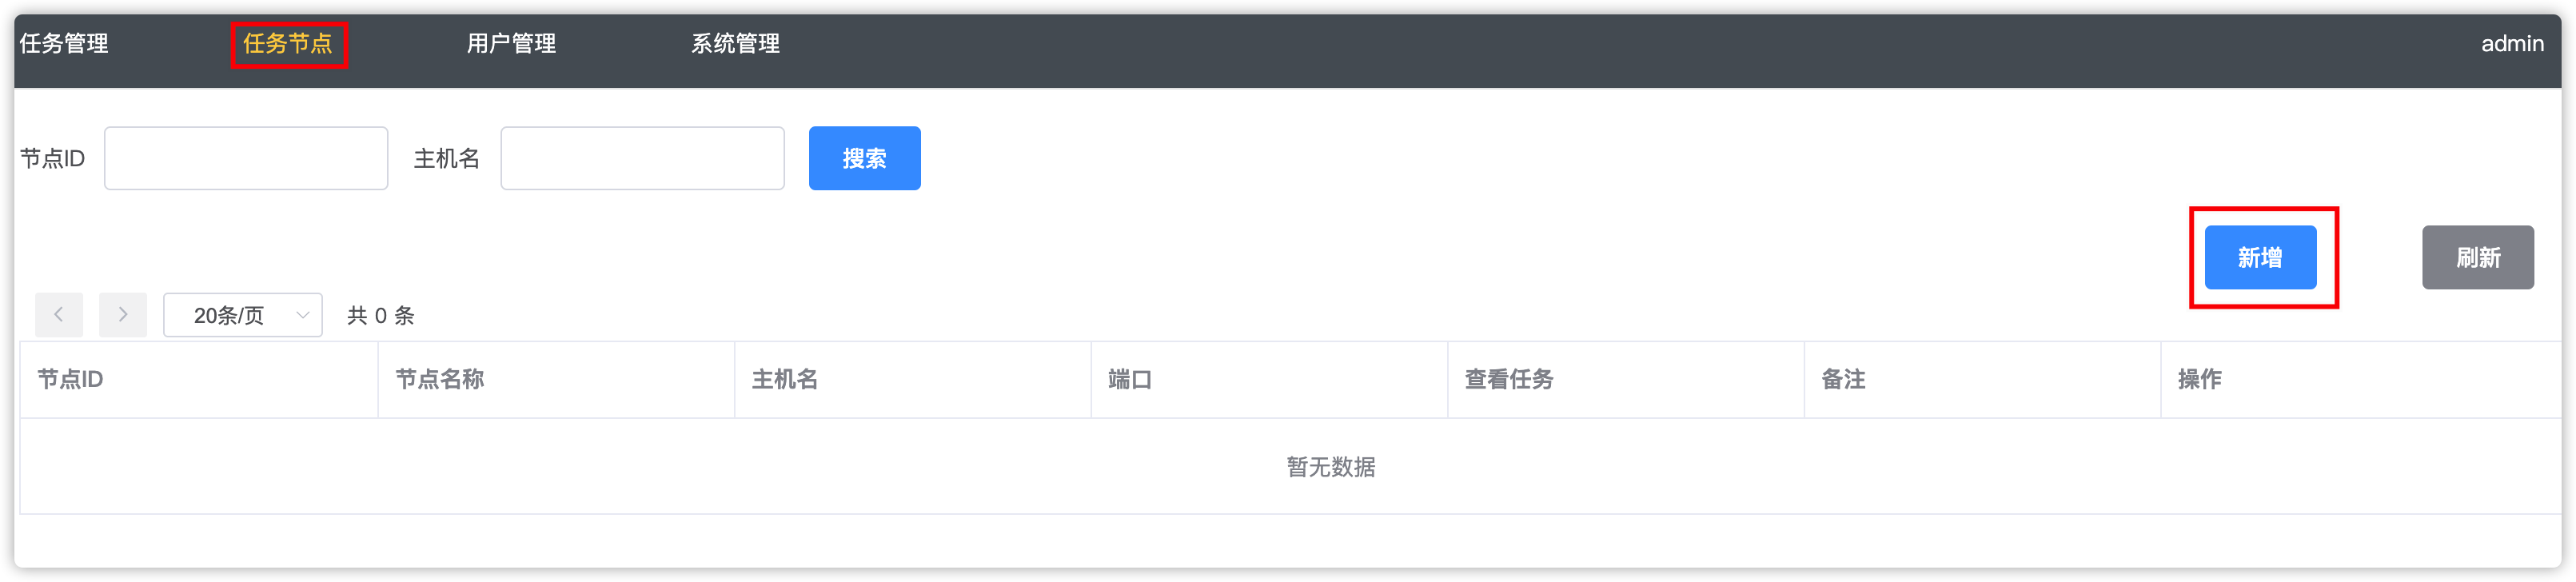 任务管理 任务节点 用户管理 系统管理 admin
节点ID 主机名 搜索
新增 刷新
20条/页 共 0 条
节点ID 节点名称 主机名 端口 查看任务 备注 操作
暂无数据